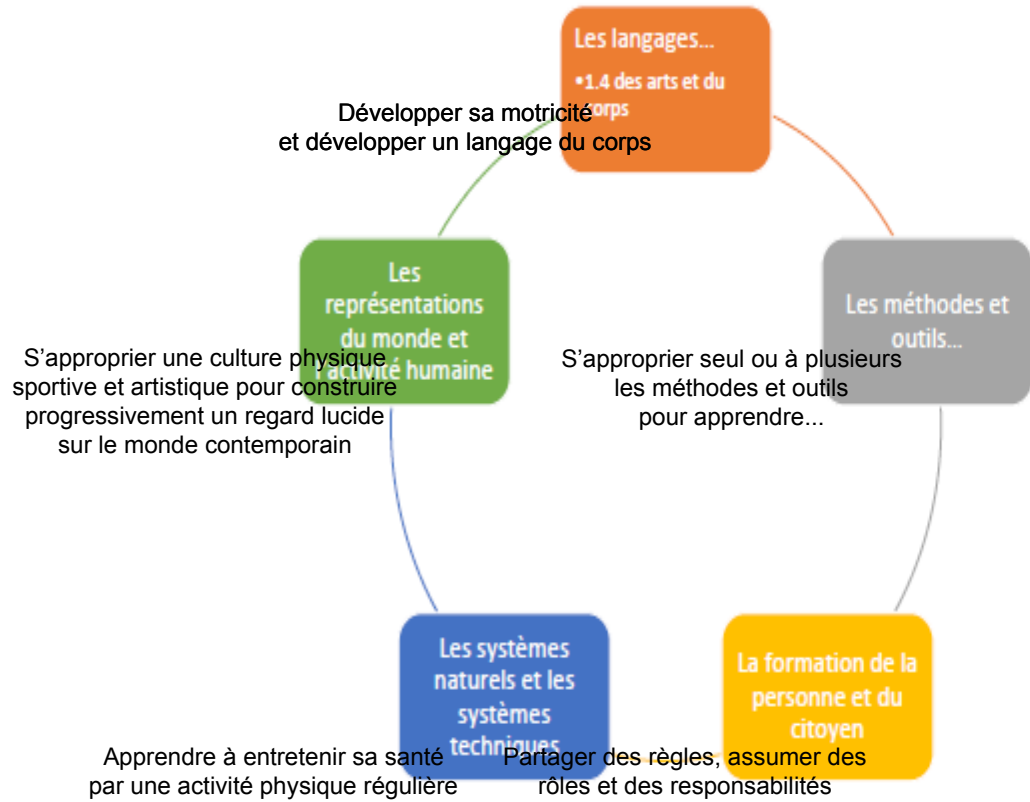 Les langages...
•1.4 des arts et du
corps
Développer sa motricité
et développer un langage du corps
Les
représentations
du monde et
l'activité humaine
S’approprier une culture physique
sportive et artistique pour construire
progressivement un regard lucide
sur le monde contemporain
Les méthodes et
outils...
S’approprier seul ou à plusieurs
les méthodes et outils
pour apprendre...
Les systèmes
naturels et les
systèmes
techniques
Apprendre à entretenir sa santé
par une activité physique régulière
La formation de la
personne et du
citoyen
Partager des règles, assumer des
rôles et des responsabilités